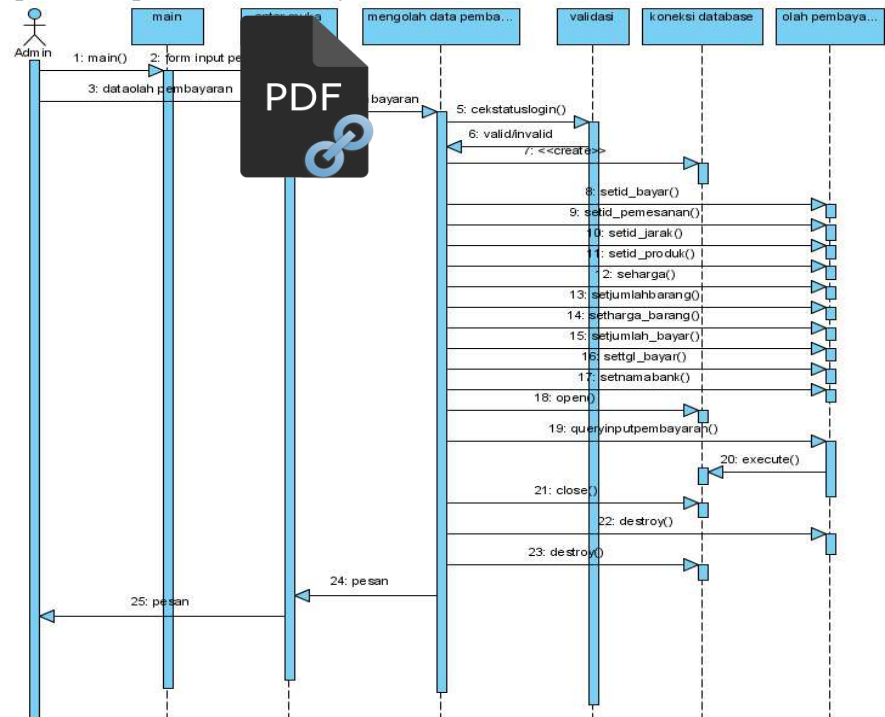 main
mengolah data pemba...
validasi
koneksi database
olah pembaya...
Admin
1: main()
2: form input
3: dataolah pembayaran
PDF
bayaran
5: cekstatuslogin()
6: valid/invalid
7: <<create>>
8: setid_bayar()
9: setid_pemesanan()
10: setid_jarak()
11: setid_produk()
12: seharga()
13: setjumlahbarang()
14: setharga_barang()
15: setjumlah_bayar()
16: settgl_bayar()
17: setnamabank()
18: open()
19: queryinputpembayaran()
20: execute()
21: close()
22: destroy()
23: destroy()
24: pesan
25: pesan